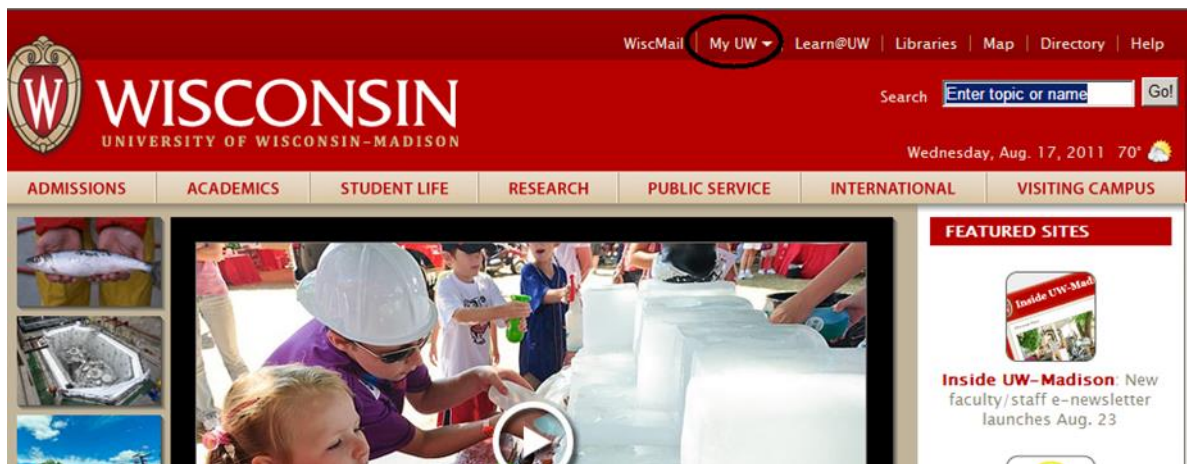 WiscMail | My UW | Learn@UW | Libraries | Map | Directory | Help
W
WISCONSIN
UNIVERSITY OF WISCONSIN-MADISON
Search Enter topic or name Go!
Wednesday, Aug. 17, 2011 70°
ADMISSIONS ACADEMICS STUDENT LIFE RESEARCH PUBLIC SERVICE INTERNATIONAL VISITING CAMPUS
FEATURED SITES
Inside UW-Mad
Inside UW-Madison: New
faculty/staff e-newsletter
launches Aug. 23